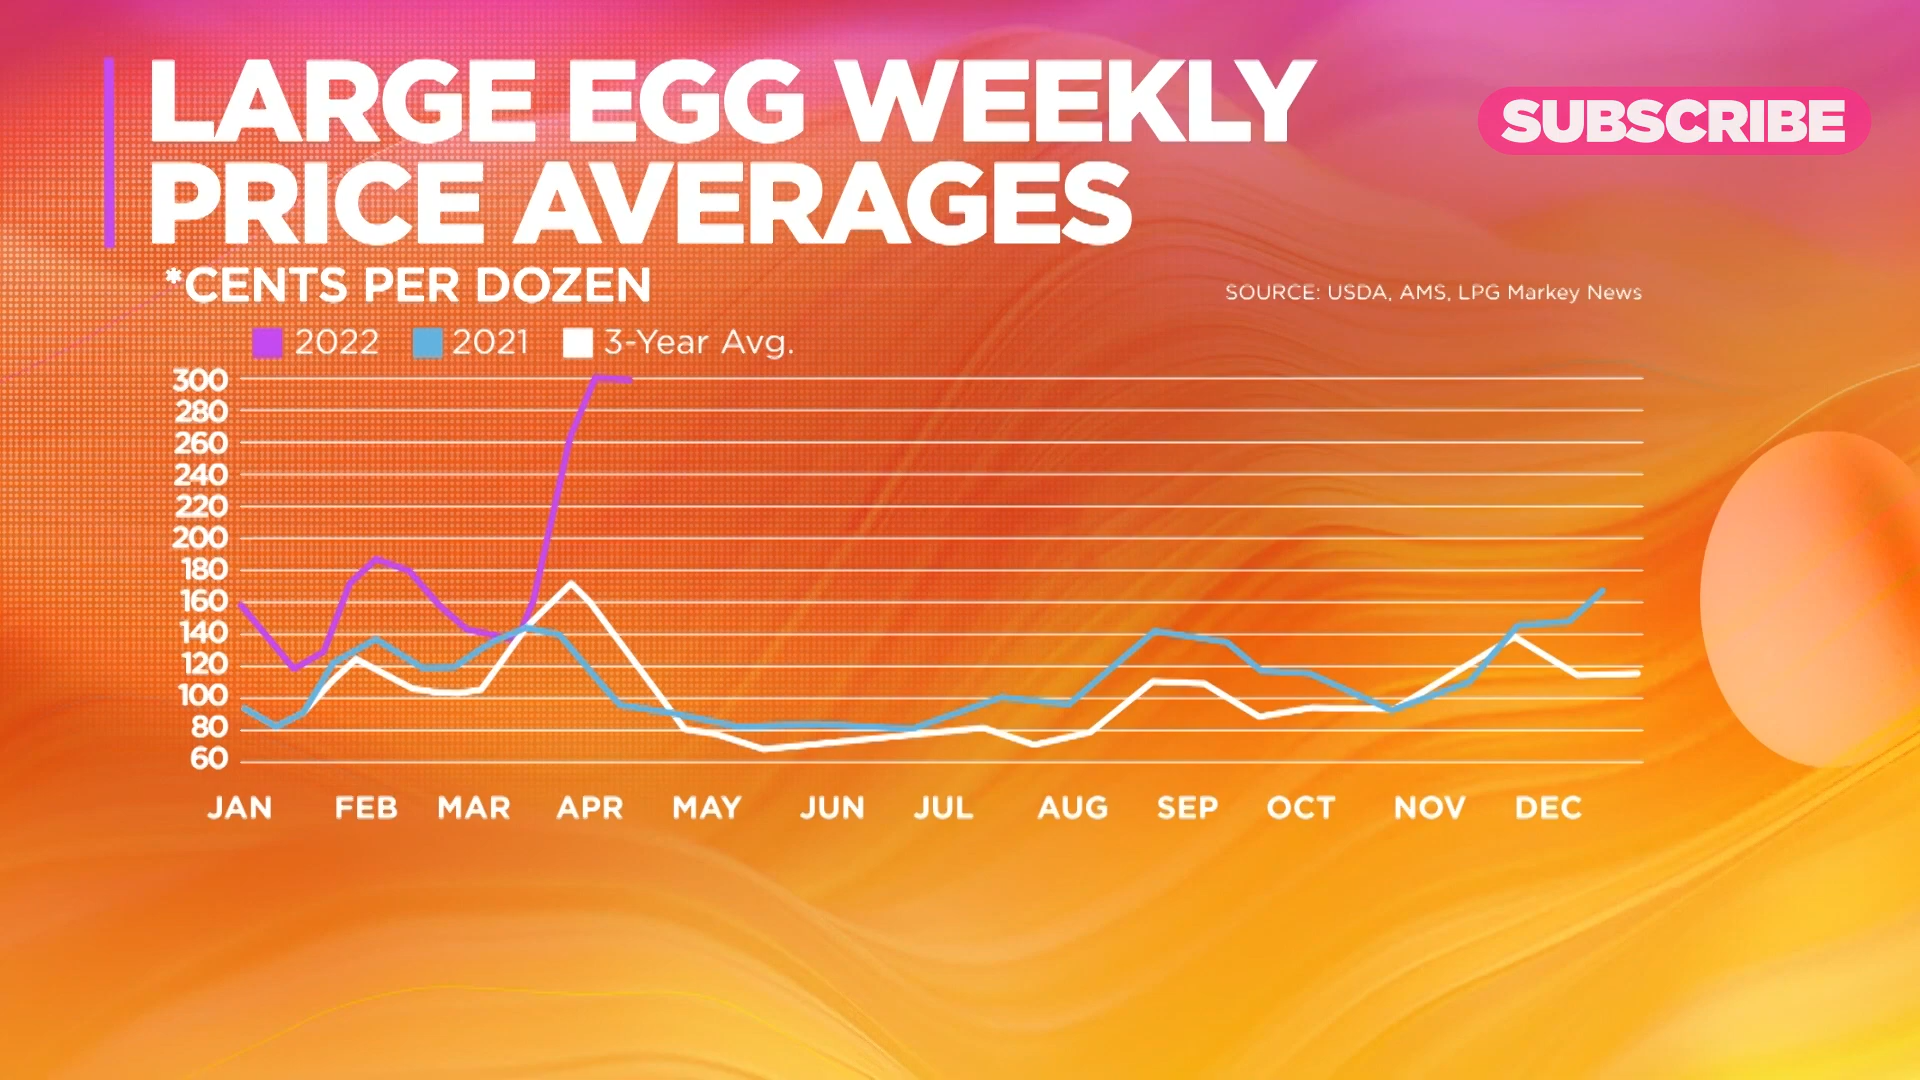 LARGE EGG WEEKLY
PRICE AVERAGES
SUBSCRIBE
*CENTS PER DOZEN
SOURCE: USDA, AMS, LPG Markey News
2022 2021 3-Year Avg.
300
280
260
240
220
200
180
160
140
120
100
80
60
JAN FEB MAR APR MAY JUN JUL AUG SEP OCT NOV DEC